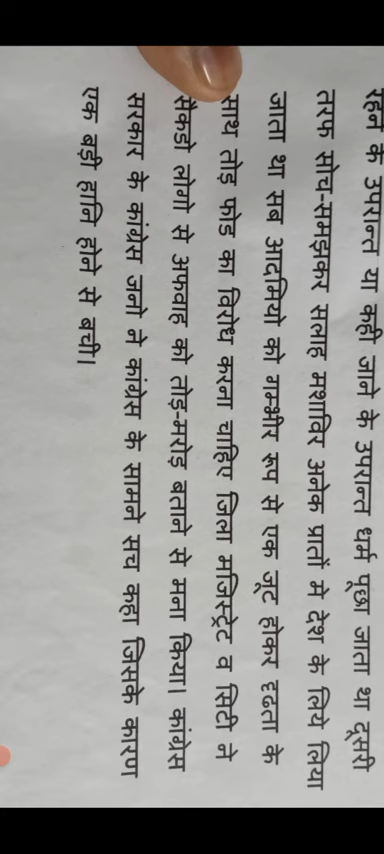 रहने के उपरान्त या कही जाने के उपरान्त धर्म पूछा जाता था दूसरी
तरफ सोच-समझकर सलाह मशाविर अनेक प्रातों मे देश के लिये लिया
जाता था सब आदमियो को गम्भीर रूप से एक जूट होकर दृढता के
साथ तोड़ फोड का विरोध करना चाहिए जिला मजिस्ट्रेट व सिटी ने
सैकडो लोगो से अफवाह को तोड़-मरोड़ बताने से मना किया। कांग्रेस
सरकार के कांग्रेस जनो ने कांग्रेस के सामने सच कहा जिसके कारण
एक बड़ी हानि होने से बची।